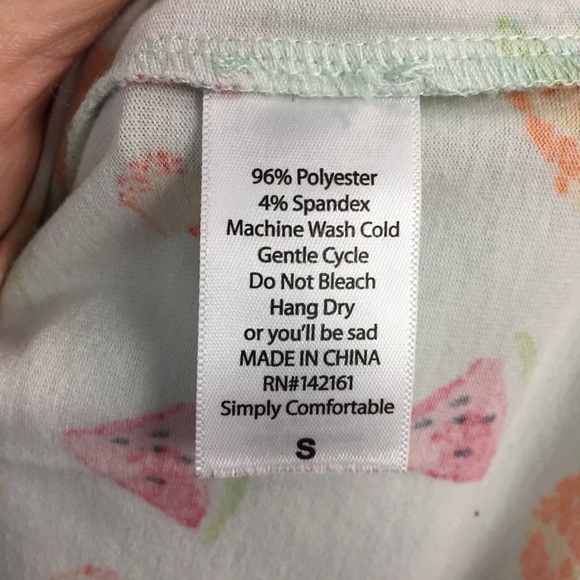 96% Polyester
4% Spandex
Machine Wash Cold
Gentle Cycle
Do Not Bleach
Hang Dry
or you'll be sad
MADE IN CHINA
RN#142161
Simply Comfortable
S